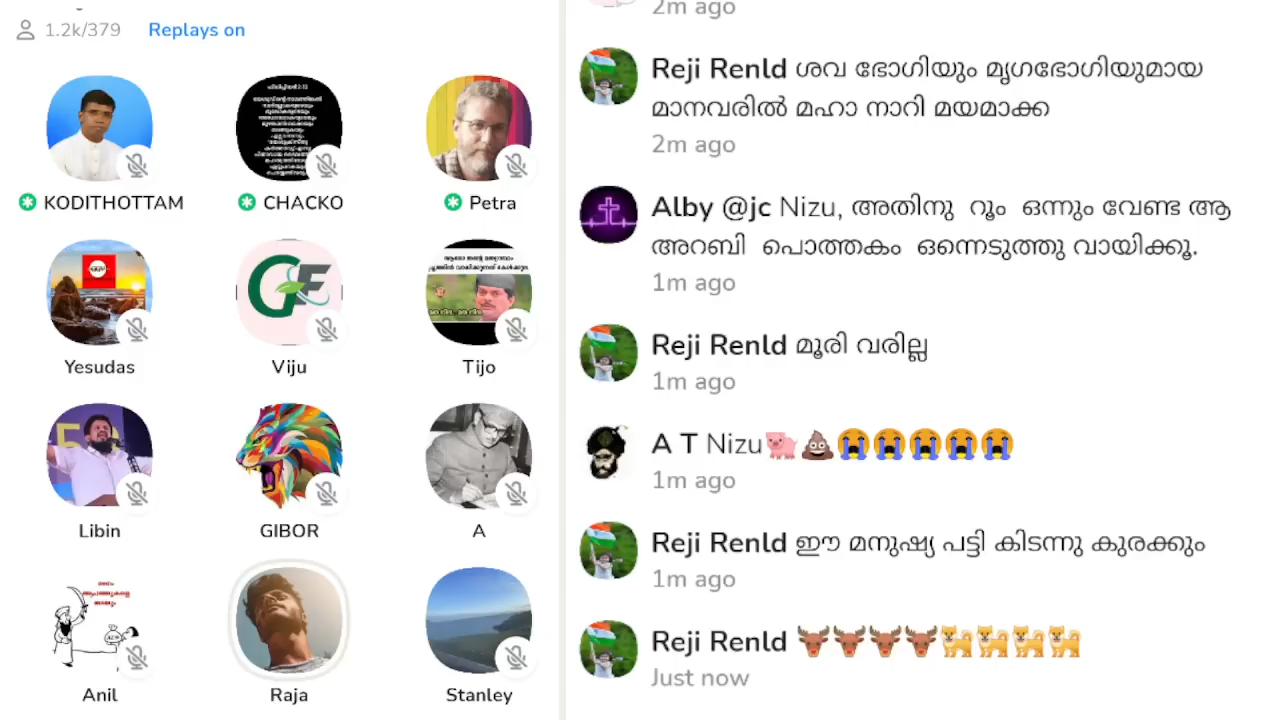 1.2k/379 Replays on
KODITHOTTAM CHACKO Petra
Yesudas Viju Tijo
Libin GIBOR A
Anil Raja Stanley
2m ago
Reji Renld ശവ ഭോഗിയും മൃഗഭോഗിയുമായ
മാനവരിൽ മഹാ നാറി മയമാക്ക
2m ago
Alby @jc Nizu, അതിനു റൂം ഒന്നും വേണ്ട ആ
അറബി പൊത്തകം ഒന്നെടുത്തു വായിക്കൂ.
1m ago
Reji Renld മൂരി വരില്ല
1m ago
A T Nizu🐷💩😭😭😭😭😭
1m ago
Reji Renld ഈ മനുഷ്യ പട്ടി കിടന്നു കുരക്കും
1m ago
Reji Renld 🦌🦌🦌🦌🐕🐕🐕🐕
Just now